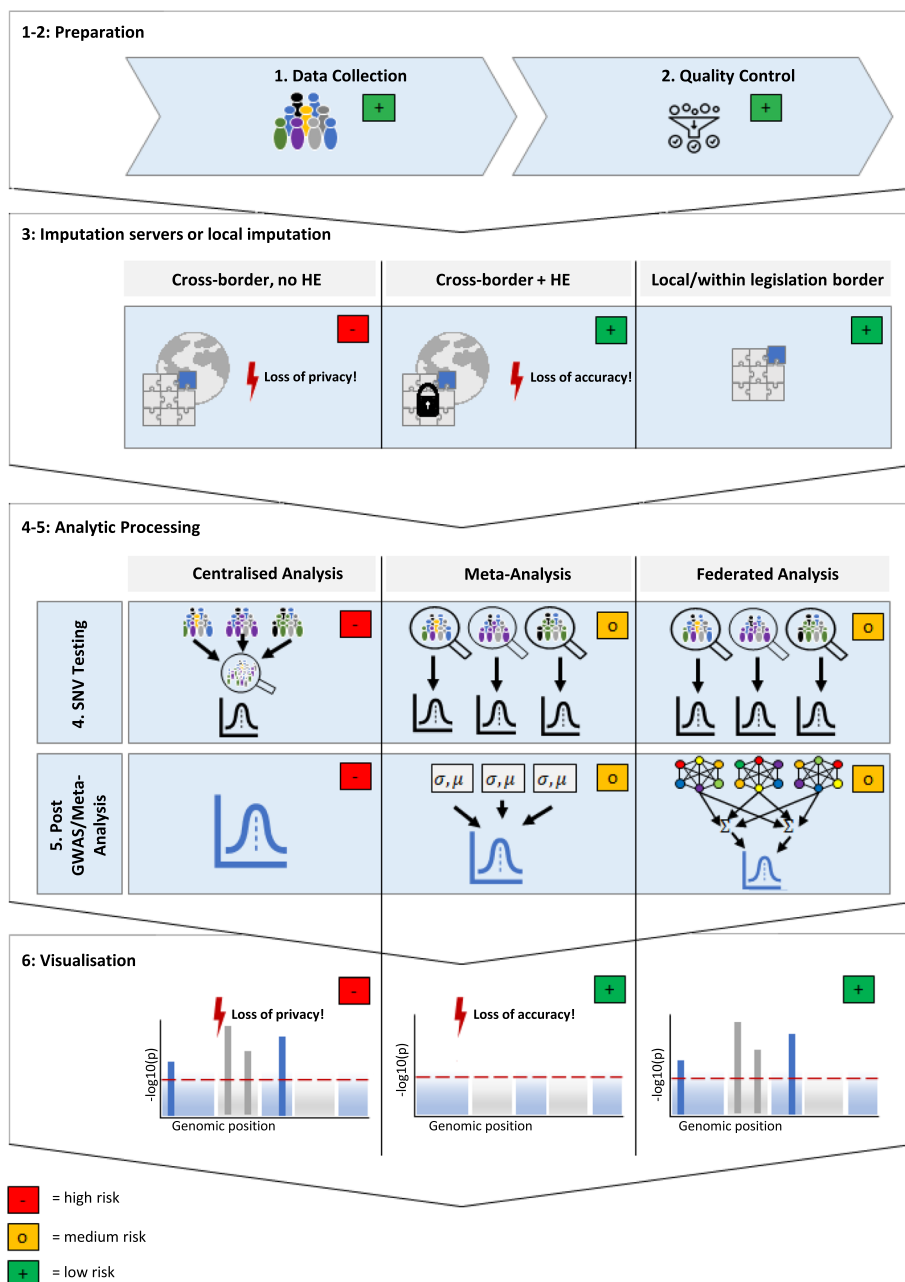 1-2: Preparation
1. Data Collection
+
2. Quality Control
+
3: Imputation servers or local imputation
Cross-border, no HE
Cross-border + HE
Local/within legislation border
-
+
+
Loss of privacy!
Loss of accuracy!
4-5: Analytic Processing
Centralised Analysis
Meta-Analysis
Federated Analysis
4. SNV Testing
-
o
o
5. Post
GWAS/Meta-
Analysis
-
σ,μ
σ,μ
σ,μ
o
o
Σ
Σ
6: Visualisation
-
+
+
Loss of privacy!
Loss of accuracy!
-log10(p)
Genomic position
-log10(p)
Genomic position
-log10(p)
Genomic position
- = high risk
o = medium risk
+ = low risk